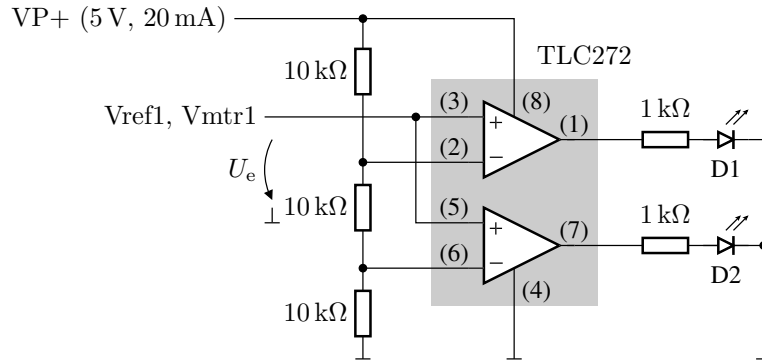 VP+ (5 V, 20 mA)
TLC272
10 kΩ
(3)
(8)
1 kΩ
Vref1, Vmtr1
+
(1)
(2)
−
D1
Uₑ
10 kΩ
(5)
1 kΩ
+
(7)
(6)
−
D2
(4)
10 kΩ